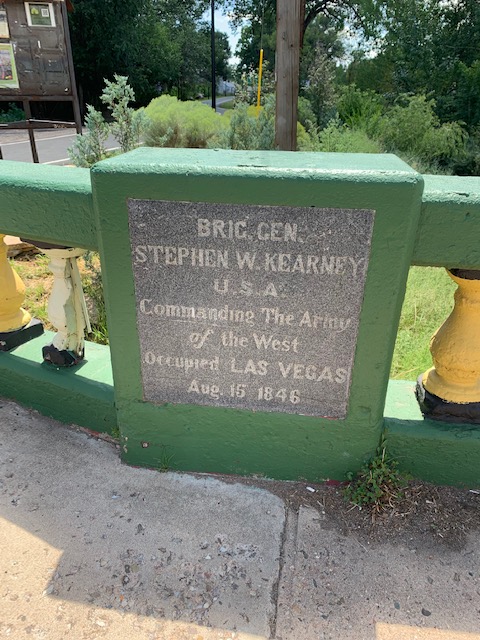 BRIG. GEN.
STEPHEN W. KEARNEY
U.S.A.
Commanding The Army
of the West
Occupied LAS VEGAS
Aug. 15 1846